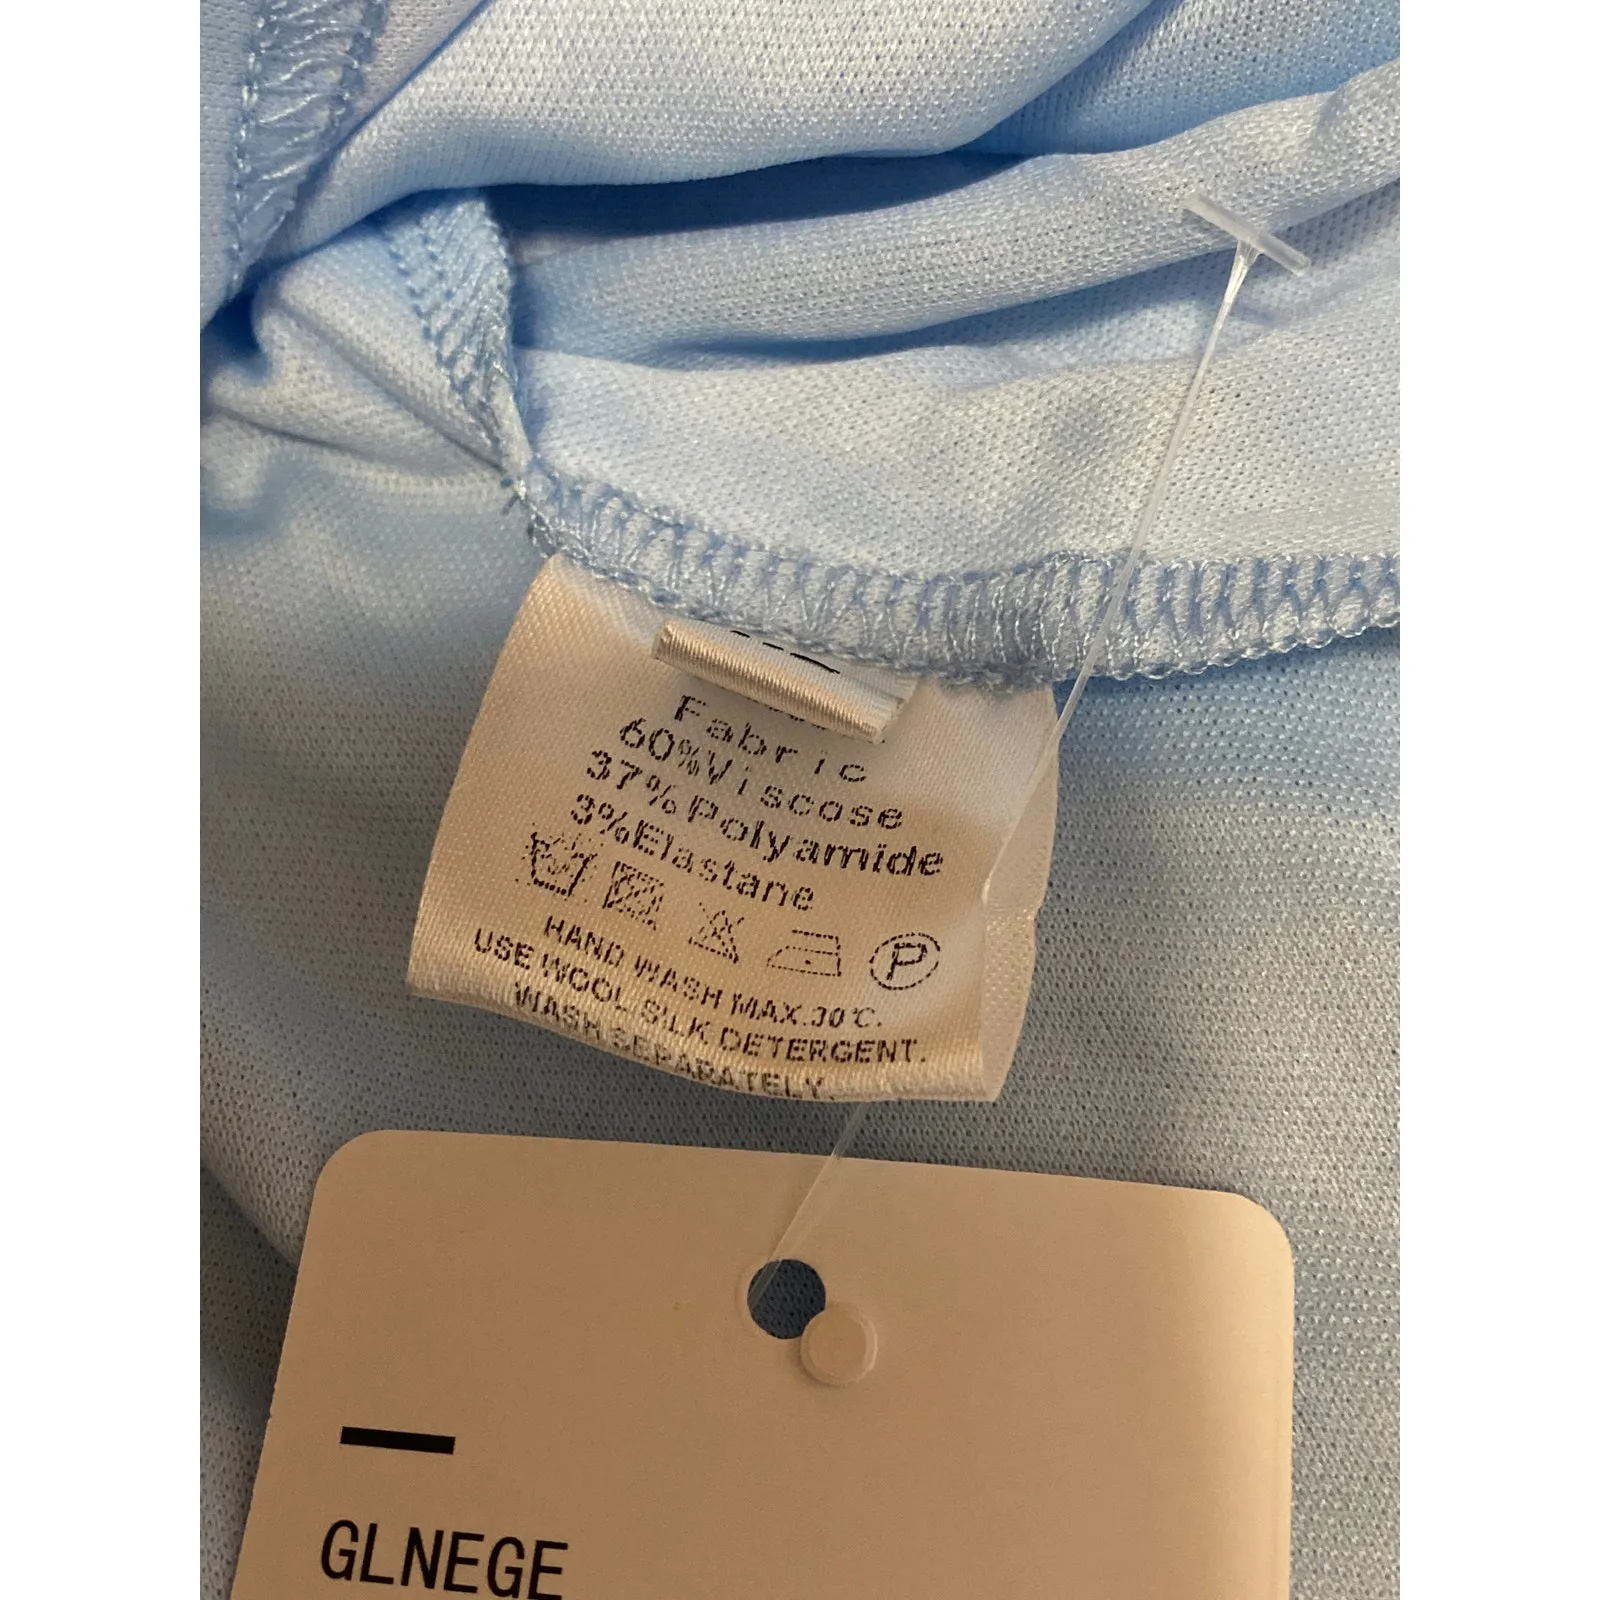 Fabric
60%Viscose
37%Polyamide
3%Elastane
P
HAND WASH MAX.30℃.
USE WOOL SILK DETERGENT.
WASH SEPARATELY.
GLNEGE